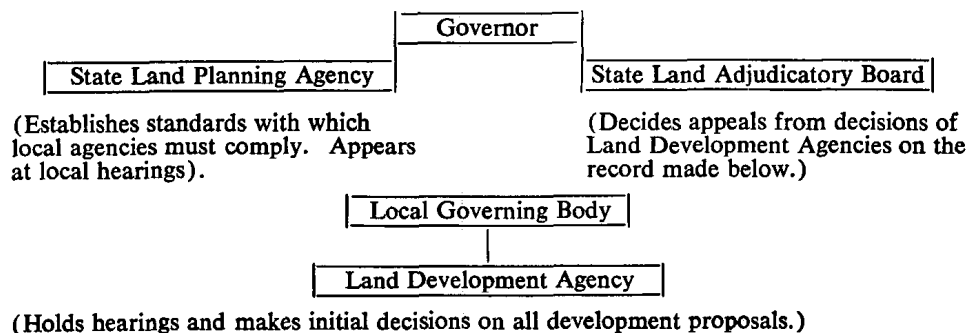 Governor
State Land Planning Agency
State Land Adjudicatory Board
(Establishes standards with which
local agencies must comply. Appears
at local hearings).
(Decides appeals from decisions of
Land Development Agencies on the
record made below.)
Local Governing Body
Land Development Agency
(Holds hearings and makes initial decisions on all development proposals.)